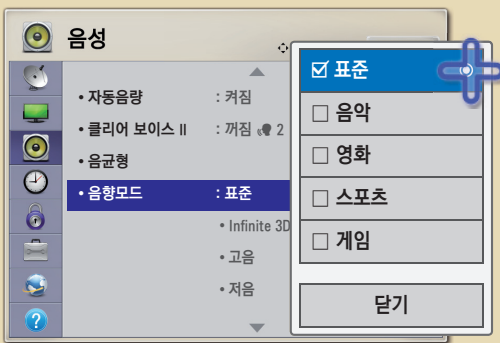 음성
• 자동음량 : 켜짐
• 클리어 보이스 II : 꺼짐 2
• 음균형
• 음향모드 : 표준
• Infinite 3D
• 고음
• 저음
?
☑ 표준
☐ 음악
☐ 영화
☐ 스포츠
☐ 게임
닫기